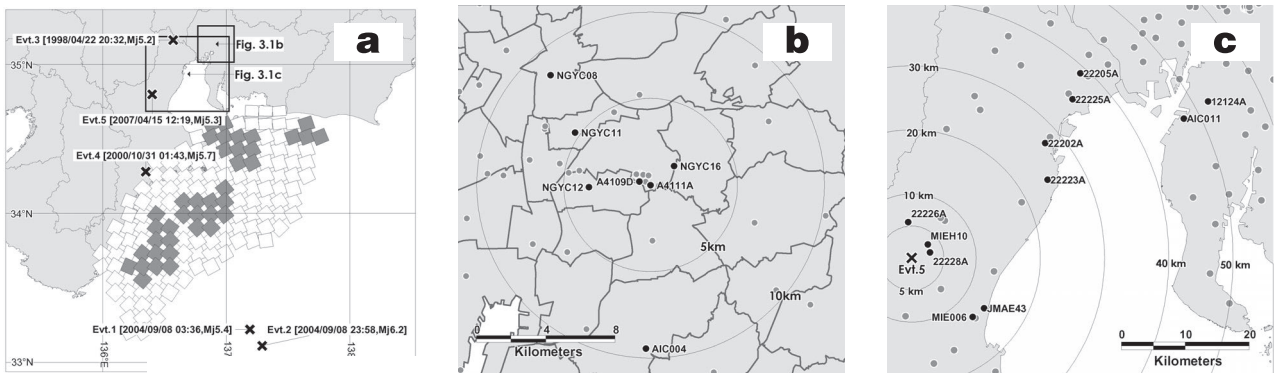 a
Evt.3 [1998/04/22 20:32,Mj5.2]
Fig. 3.1b
35°N
Fig. 3.1c
Evt.5 [2007/04/15 12:19,Mj5.3]
Evt.4 [2000/10/31 01:43,Mj5.7]
34°N
Evt.1 [2004/09/08 03:36,Mj5.4]
Evt.2 [2004/09/08 23:58,Mj6.2]
33°N
136°E
137
138
b
NGYC08
NGYC11
NGYC16
NGYC12
A4109D
A4111A
5km
10km
0 4 8
Kilometers
AIC004
c
30 km
22205A
22225A
12124A
AIC011
20 km
22202A
22223A
10 km
22226A
MIEH10
22228A
Evt.5
40 km
50 km
5 km
JMAE43
MIE006
0 10 20
Kilometers